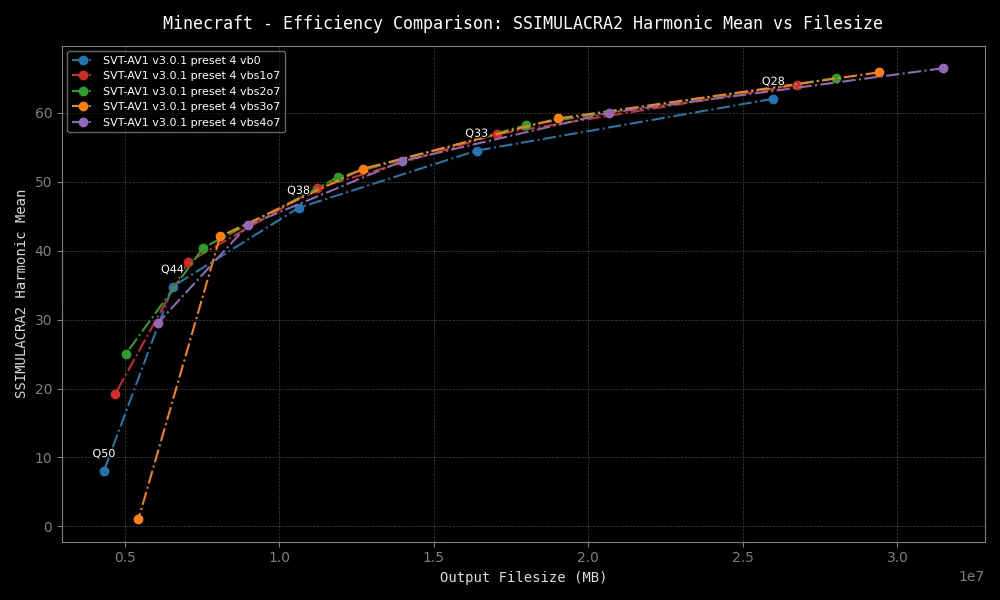 Minecraft - Efficiency Comparison: SSIMULACRA2 Harmonic Mean vs Filesize
SVT-AV1 v3.0.1 preset 4 vb0
SVT-AV1 v3.0.1 preset 4 vbs1o7
SVT-AV1 v3.0.1 preset 4 vbs2o7
SVT-AV1 v3.0.1 preset 4 vbs3o7
SVT-AV1 v3.0.1 preset 4 vbs4o7
Q28
Q33
Q38
Q44
Q50
SSIMULACRA2 Harmonic Mean
60
50
40
30
20
10
0
0.5
1.0
1.5
2.0
2.5
3.0
1e7
Output Filesize (MB)